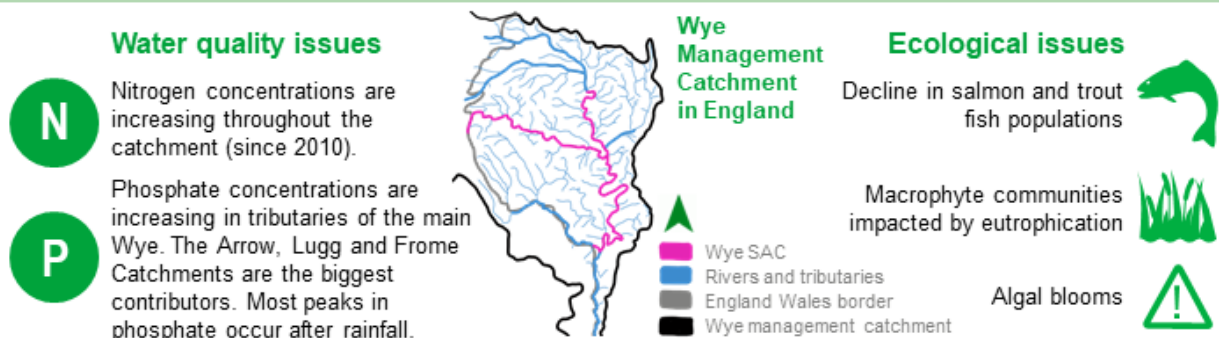 Water quality issues
N
Nitrogen concentrations are
increasing throughout the
catchment (since 2010).
P
Phosphate concentrations are
increasing in tributaries of the main
Wye. The Arrow, Lugg and Frome
Catchments are the biggest
contributors. Most peaks in
phosphate occur after rainfall.
Wye
Management
Catchment
in England
Wye SAC
Rivers and tributaries
England Wales border
Wye management catchment
Ecological issues
Decline in salmon and trout
fish populations
Macrophyte communities
impacted by eutrophication
Algal blooms
!